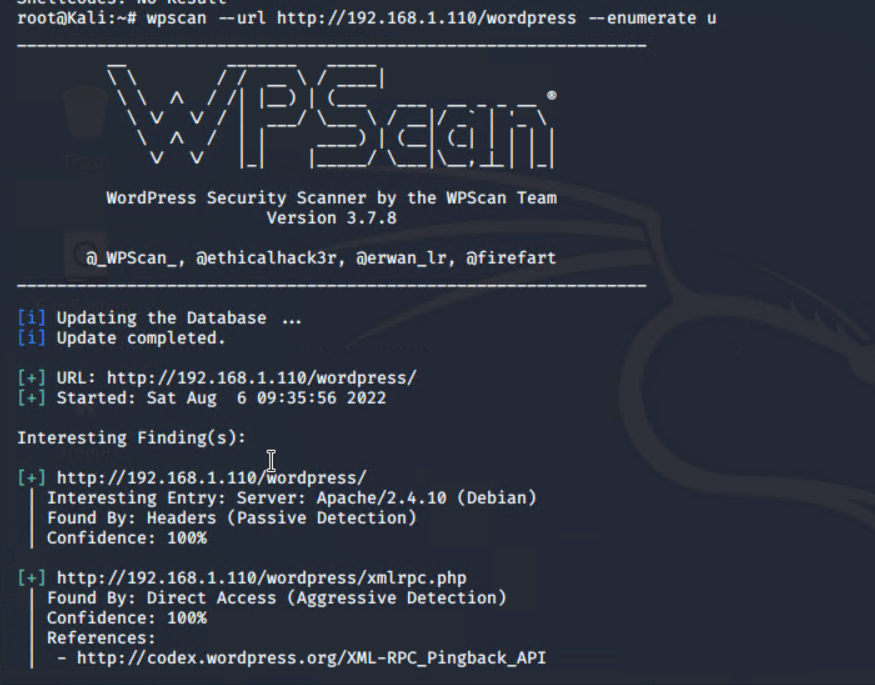 Shellcodes: No Result
root@Kali:~# wpscan --url http://192.168.1.110/wordpress --enumerate u
WPScan ®
WordPress Security Scanner by the WPScan Team
Version 3.7.8
@_WPScan_, @ethicalhack3r, @erwan_lr, @firefart
[i] Updating the Database ...
[i] Update completed.
[+] URL: http://192.168.1.110/wordpress/
[+] Started: Sat Aug  6 09:35:56 2022
Interesting Finding(s):
[+] http://192.168.1.110/wordpress/
| Interesting Entry: Server: Apache/2.4.10 (Debian)
| Found By: Headers (Passive Detection)
| Confidence: 100%
[+] http://192.168.1.110/wordpress/xmlrpc.php
| Found By: Direct Access (Aggressive Detection)
| Confidence: 100%
| References:
|  - http://codex.wordpress.org/XML-RPC_Pingback_API